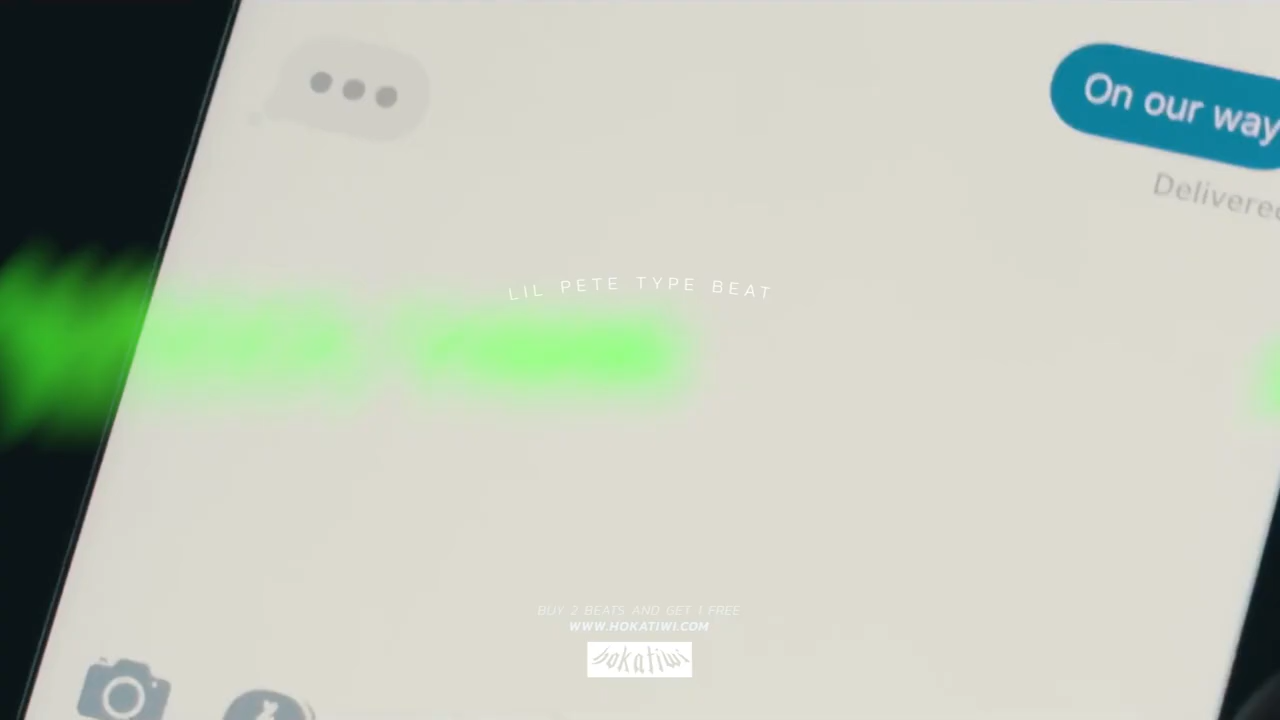 On our way
Delivered
LIL PETE TYPE BEAT
BUY 2 BEATS AND GET 1 FREE
WWW.HOKATIWI.COM
hokatiwi